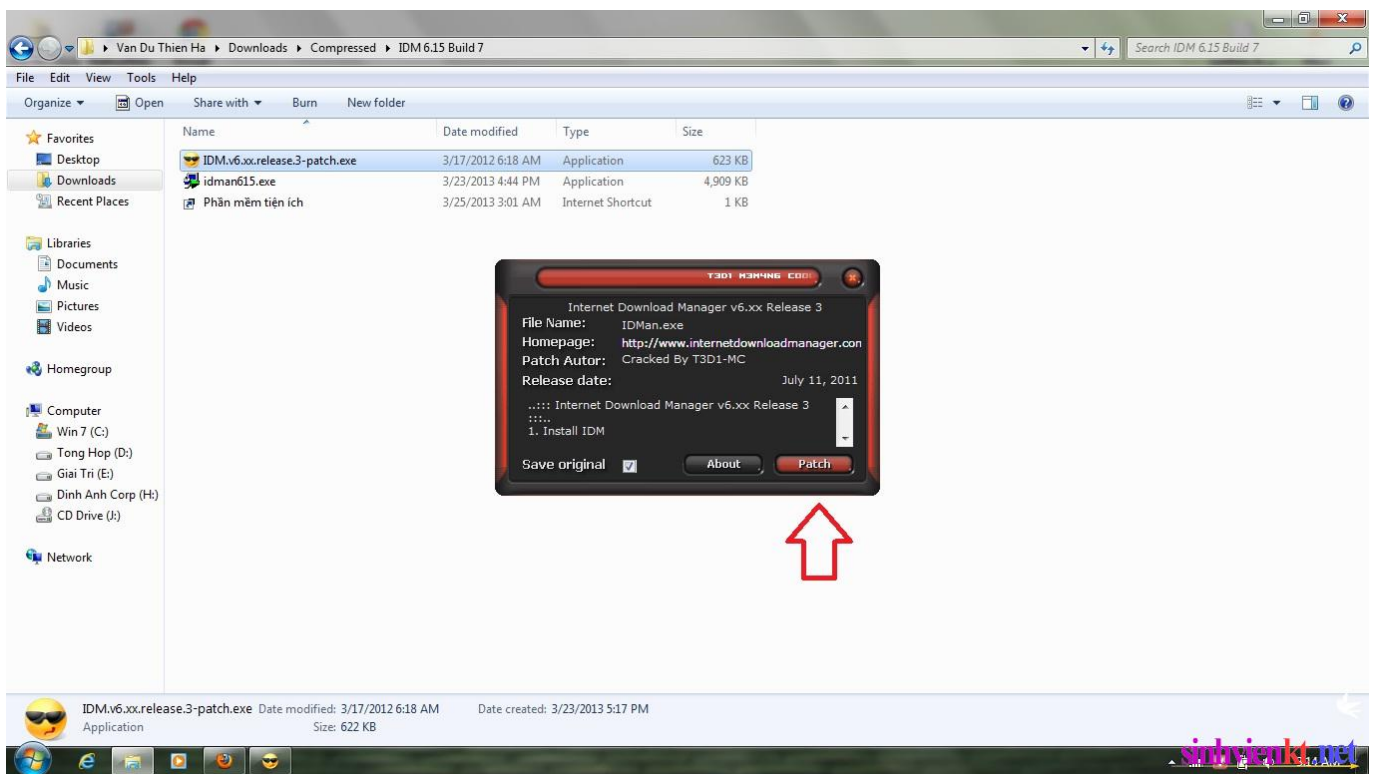 Van Du Thien Ha ▸ Downloads ▸ Compressed ▸ IDM 6.15 Build 7
Search IDM 6.15 Build 7
File Edit View Tools Help
Organize Open Share with Burn New folder
Name Date modified Type Size
Favorites
Desktop
Downloads
Recent Places
Libraries
Documents
Music
Pictures
Videos
Homegroup
Computer
Win 7 (C:)
Tong Hop (D:)
Giai Tri (E:)
Dinh Anh Corp (H:)
CD Drive (J:)
Network
IDM.v6.xx.release.3-patch.exe 3/17/2012 6:18 AM Application 623 KB
idman615.exe 3/23/2013 4:44 PM Application 4,909 KB
Phần mềm tiện ích 3/25/2013 3:01 AM Internet Shortcut 1 KB
T3D1 M3M4NG COD
Internet Download Manager v6.xx Release 3
File Name: IDMan.exe
Homepage: http://www.internetdownloadmanager.con
Patch Autor: Cracked By T3D1-MC
Release date: July 11, 2011
..::: Internet Download Manager v6.xx Release 3
:::..
1. Install IDM
Save original About Patch
IDM.v6.xx.release.3-patch.exe Date modified: 3/17/2012 6:18 AM Date created: 3/23/2013 5:17 PM
Application Size: 622 KB
sinhvienkt.net